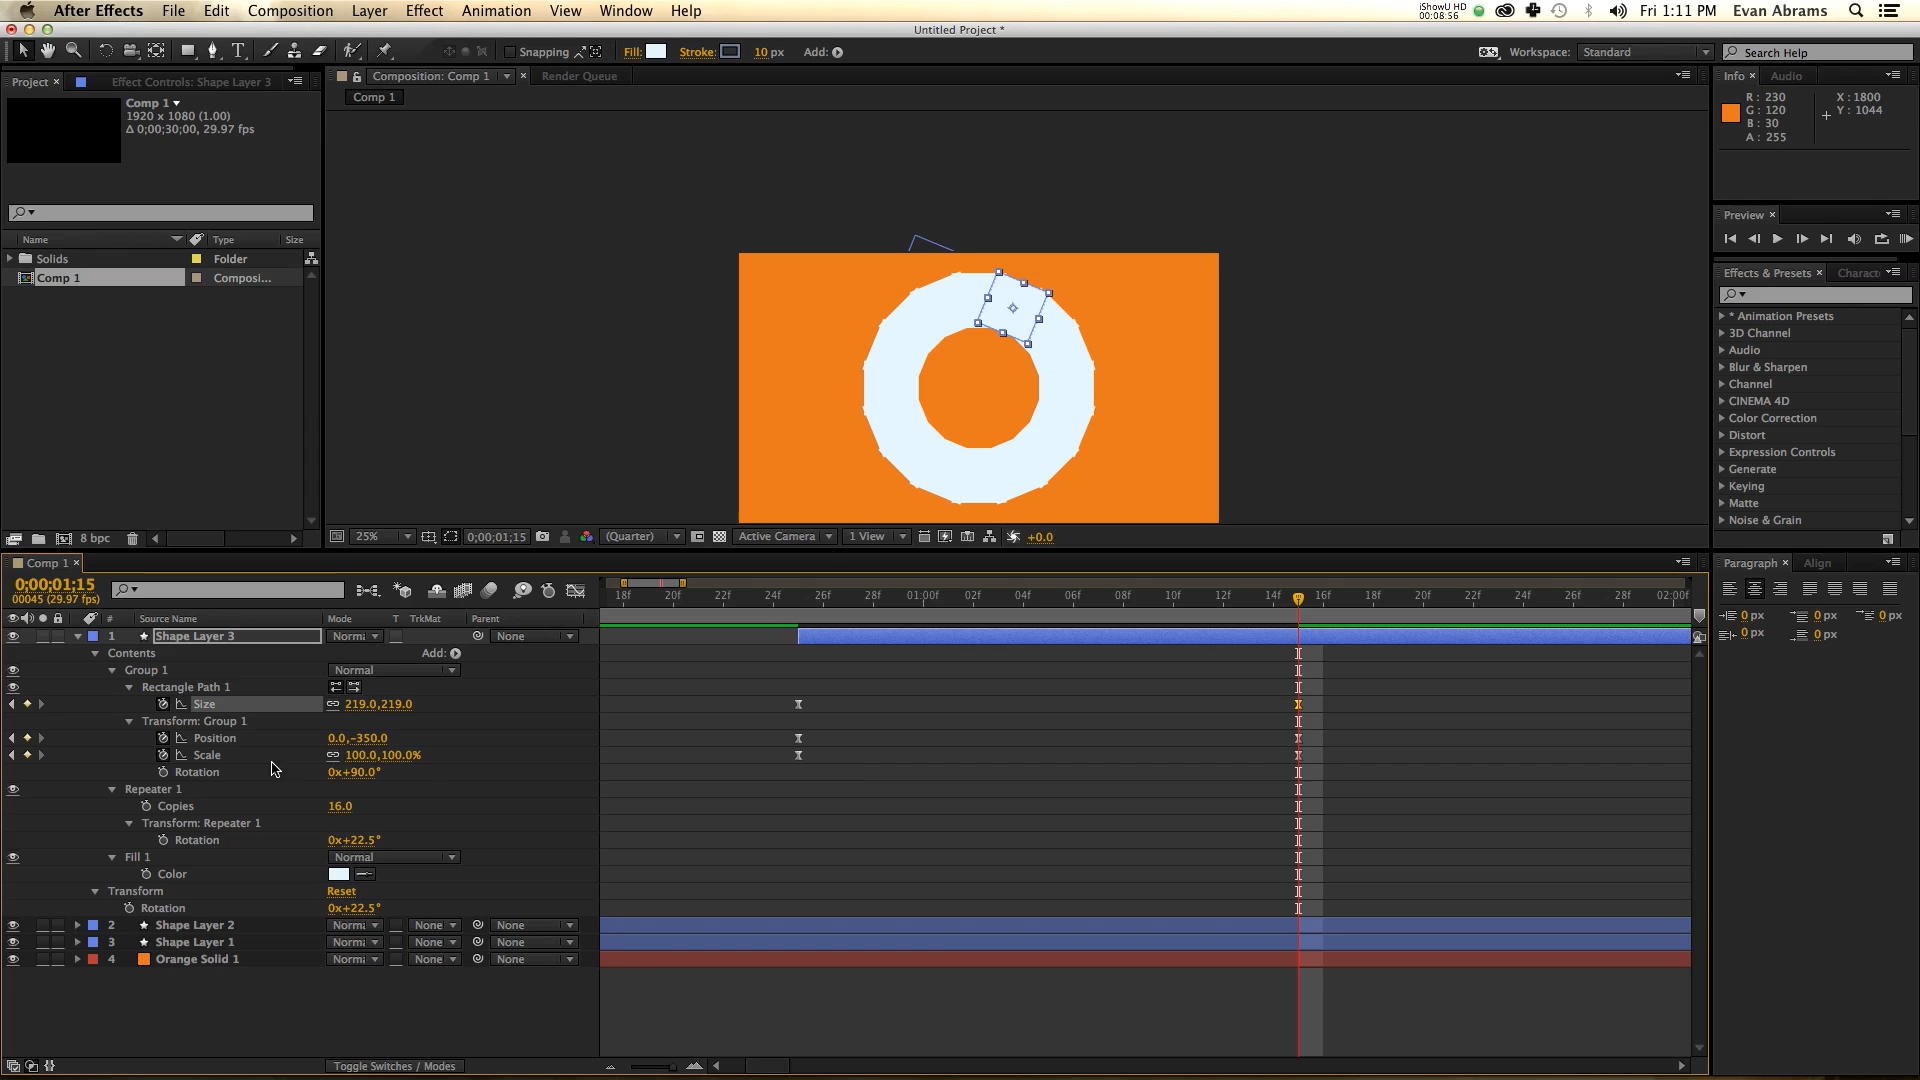 After Effects File Edit Composition Layer Effect Animation View Window Help iShowU HD 00:08:56 Fri 1:11 PM Evan Abrams
Untitled Project *
Snapping Fill: Stroke: 10 px Add: Workspace: Standard Search Help
Project × Effect Controls: Shape Layer 3 Composition: Comp 1 × Render Queue Info × Audio
Comp 1 ▾
1920 x 1080 (1.00)
Δ 0;00;30;00, 29.97 fps
Comp 1
R: 230 X: 1800
G: 120 Y: 1044
B: 30
A: 255
Preview ×
Name Type Size
Solids Folder
Comp 1 Composi...
Effects & Presets × Charact
* Animation Presets
3D Channel
Audio
Blur & Sharpen
Channel
CINEMA 4D
Color Correction
Distort
Expression Controls
Generate
Keying
Matte
Noise & Grain
8 bpc 25% 0;00;01;15 (Quarter) Active Camera 1 View +0.0
Comp 1 × Paragraph × Align
0;00;01;15
00045 (29.97 fps)
18f 20f 22f 24f 26f 28f 01:00f 02f 04f 06f 08f 10f 12f 14f 16f 18f 20f 22f 24f 26f 28f 02:00f
0 px 0 px 0 px
0 px 0 px
# Source Name Mode T TrkMat Parent
1 Shape Layer 3 Norma None
Contents Add:
Group 1 Normal
Rectangle Path 1
Size 219.0,219.0
Transform: Group 1
Position 0.0,-350.0
Scale 100.0,100.0%
Rotation 0x+90.0°
Repeater 1
Copies 16.0
Transform: Repeater 1
Rotation 0x+22.5°
Fill 1 Normal
Color
Transform Reset
Rotation 0x+22.5°
2 Shape Layer 2 Norma None None
3 Shape Layer 1 Norma None None
4 Orange Solid 1 Norma None None
Toggle Switches / Modes